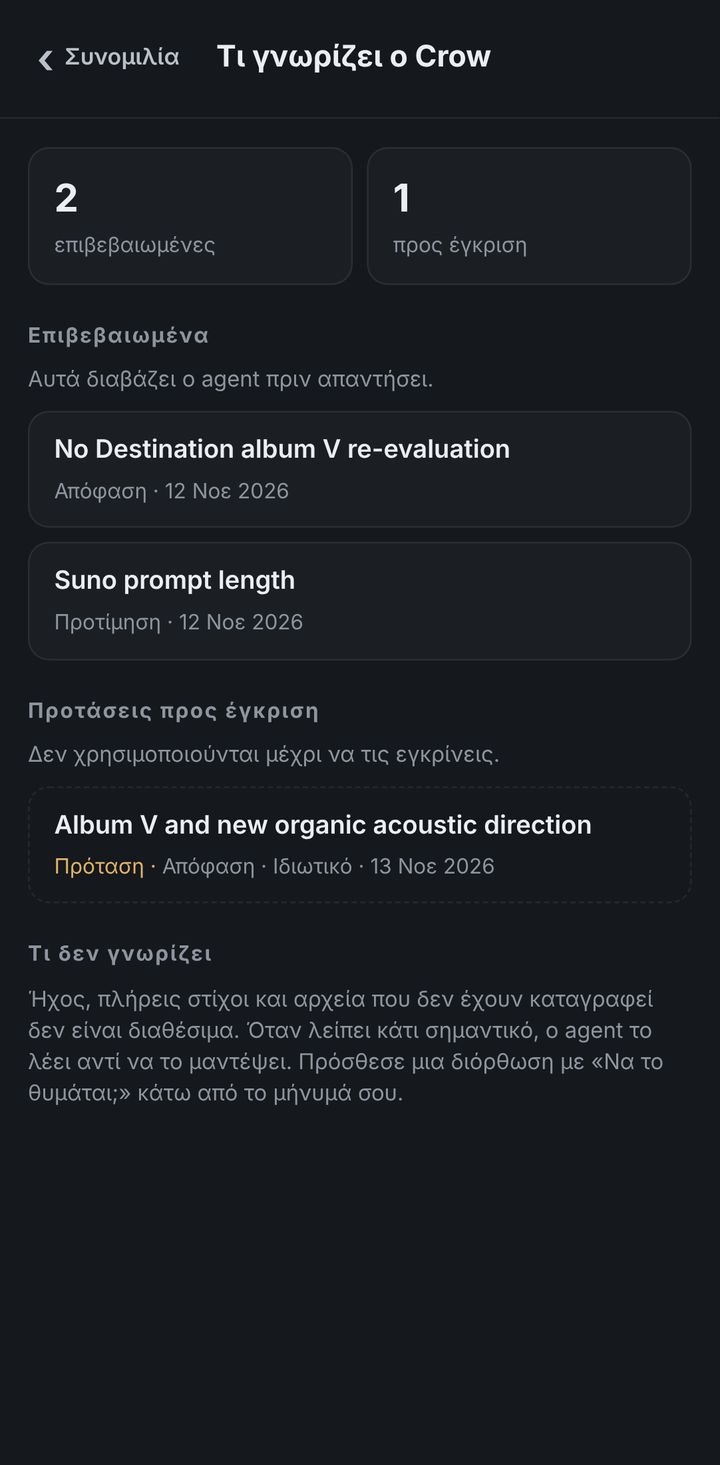 Συνομιλία
Τι γνωρίζει ο Crow
2
επιβεβαιωμένες
1
προς έγκριση
Επιβεβαιωμένα
Αυτά διαβάζει ο agent πριν απαντήσει.
No Destination album V re-evaluation
Απόφαση · 12 Νοε 2026
Suno prompt length
Προτίμηση · 12 Νοε 2026
Προτάσεις προς έγκριση
Δεν χρησιμοποιούνται μέχρι να τις εγκρίνεις.
Album V and new organic acoustic direction
Πρόταση · Απόφαση · Ιδιωτικό · 13 Νοε 2026
Τι δεν γνωρίζει
Ήχος, πλήρεις στίχοι και αρχεία που δεν έχουν καταγραφεί
δεν είναι διαθέσιμα. Όταν λείπει κάτι σημαντικό, ο agent το
λέει αντί να το μαντέψει. Πρόσθεσε μια διόρθωση με «Να το
θυμάται;» κάτω από το μήνυμά σου.